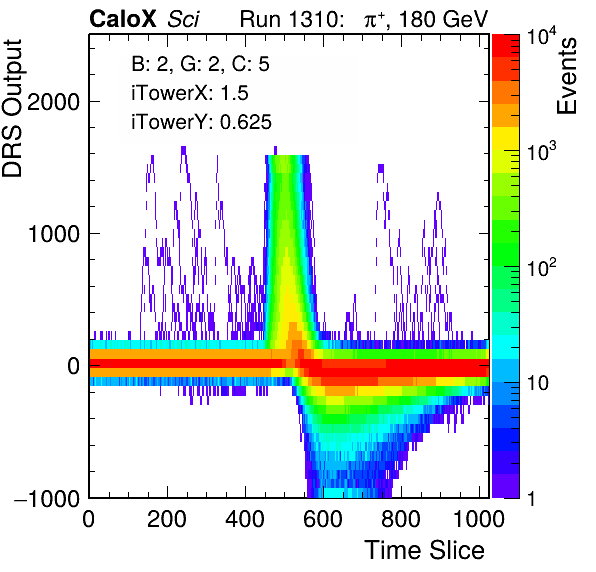 CaloX Sci Run 1310: π⁺, 180 GeV
B: 2, G: 2, C: 5
iTowerX: 1.5
iTowerY: 0.625
DRS Output
2000
1000
0
−1000
0 200 400 600 800 1000
Time Slice
Events
10⁴
10³
10²
10
1